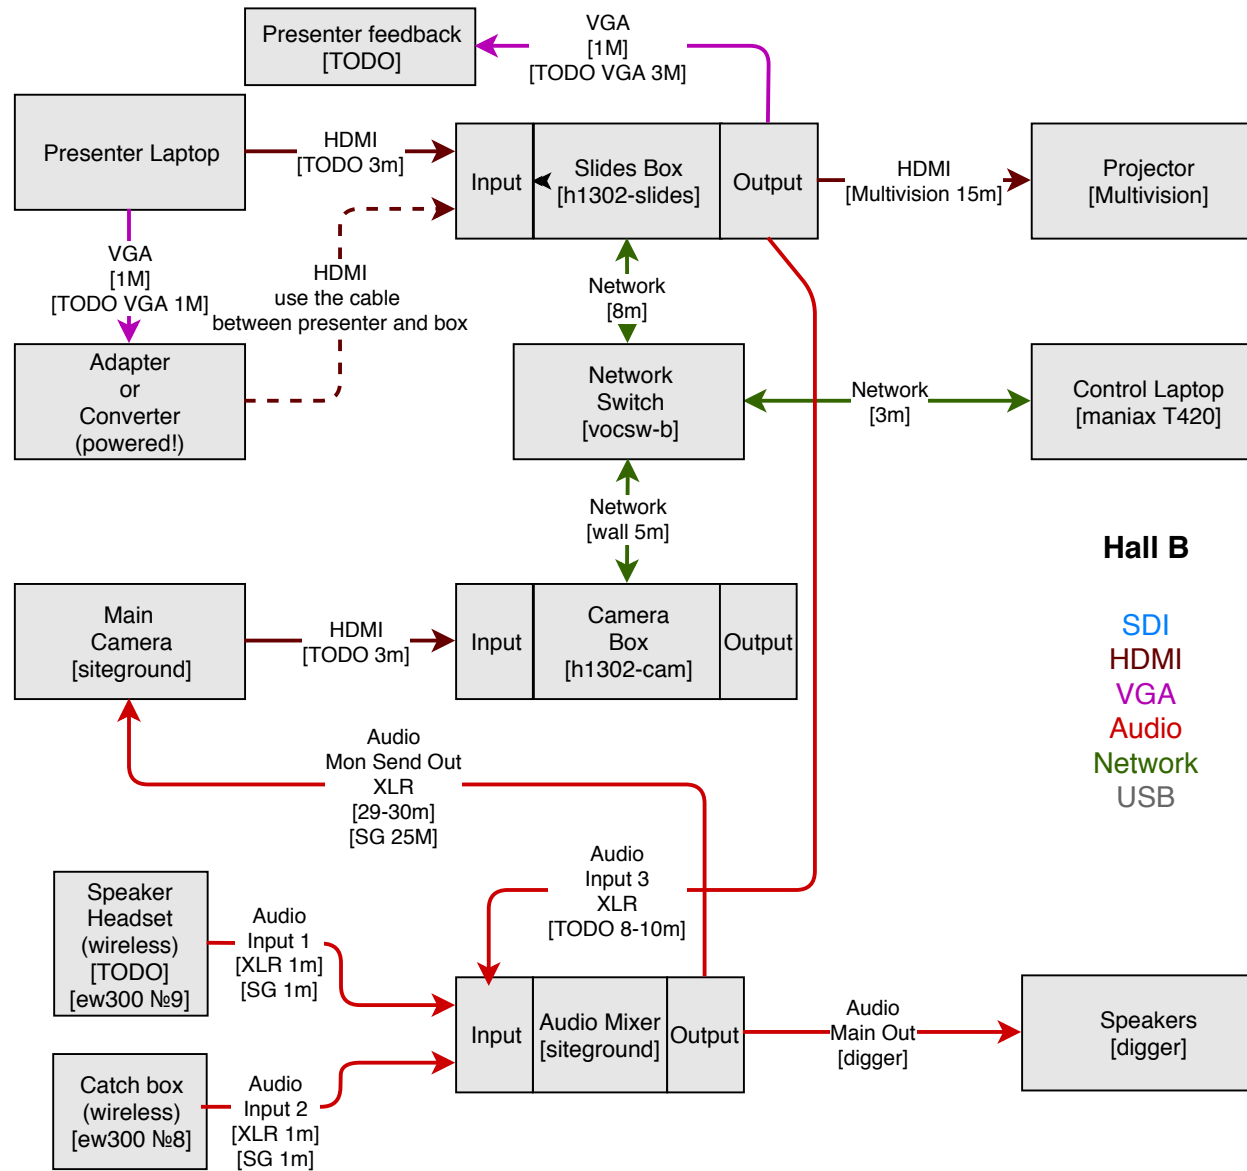 Presenter feedback
[TODO]
VGA
[1M]
[TODO VGA 3M]
Presenter Laptop
HDMI
[TODO 3m]
Input
Slides Box
[h1302-slides]
Output
HDMI
[Multivision 15m]
Projector
[Multivision]
VGA
[1M]
[TODO VGA 1M]
HDMI
use the cable
between presenter and box
Network
[8m]
Adapter
or
Converter
(powered!)
Network
Switch
[vocsw-b]
Network
[3m]
Control Laptop
[maniax T420]
Network
[wall 5m]
Hall B
SDI
HDMI
VGA
Audio
Network
USB
Main
Camera
[siteground]
HDMI
[TODO 3m]
Input
Camera
Box
[h1302-cam]
Output
Audio
Mon Send Out
XLR
[29-30m]
[SG 25M]
Audio
Input 3
XLR
[TODO 8-10m]
Speaker
Headset
(wireless)
[TODO]
[ew300 №9]
Audio
Input 1
[XLR 1m]
[SG 1m]
Input
Audio Mixer
[siteground]
Output
Audio
Main Out
[digger]
Speakers
[digger]
Catch box
(wireless)
[ew300 №8]
Audio
Input 2
[XLR 1m]
[SG 1m]